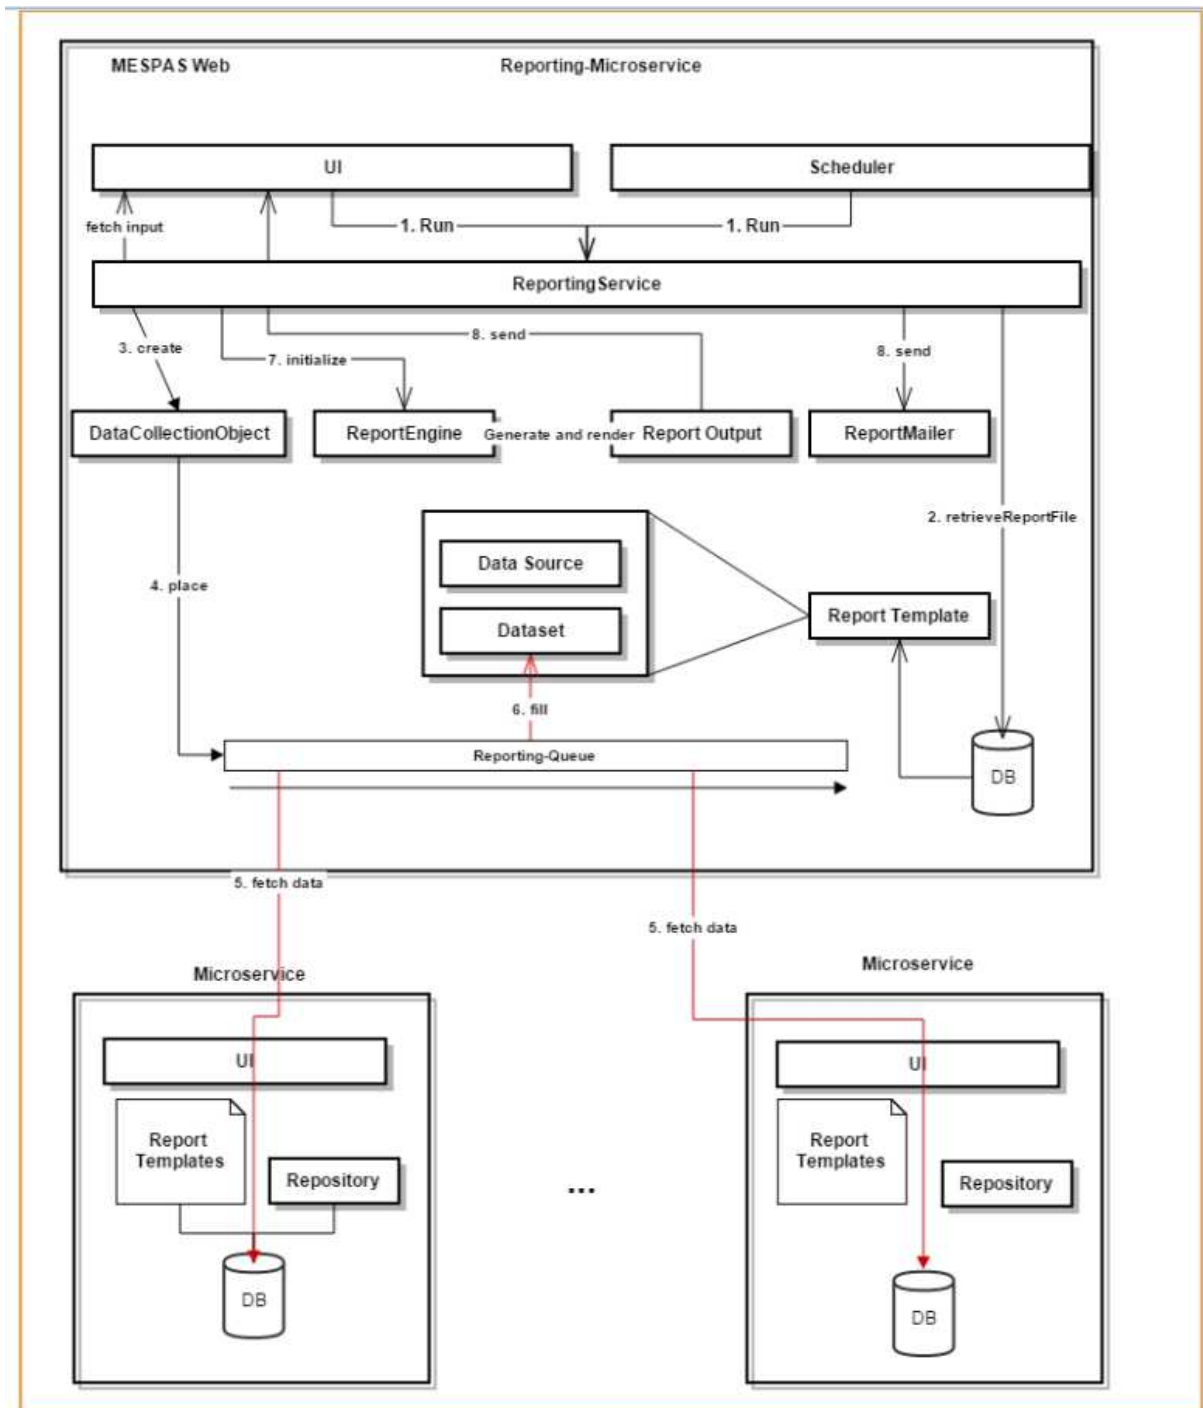 MESPAS Web
Reporting-Microservice
UI
Scheduler
fetch input
1. Run
1. Run
ReportingService
3. create
7. initialize
8. send
8. send
DataCollectionObject
ReportEngine
Generate and render
Report Output
ReportMailer
2. retrieveReportFile
Data Source
4. place
Dataset
Report Template
6. fill
Reporting-Queue
DB
5. fetch data
5. fetch data
Microservice
UI
Report
Templates
Repository
DB
...
Microservice
UI
Report
Templates
Repository
DB